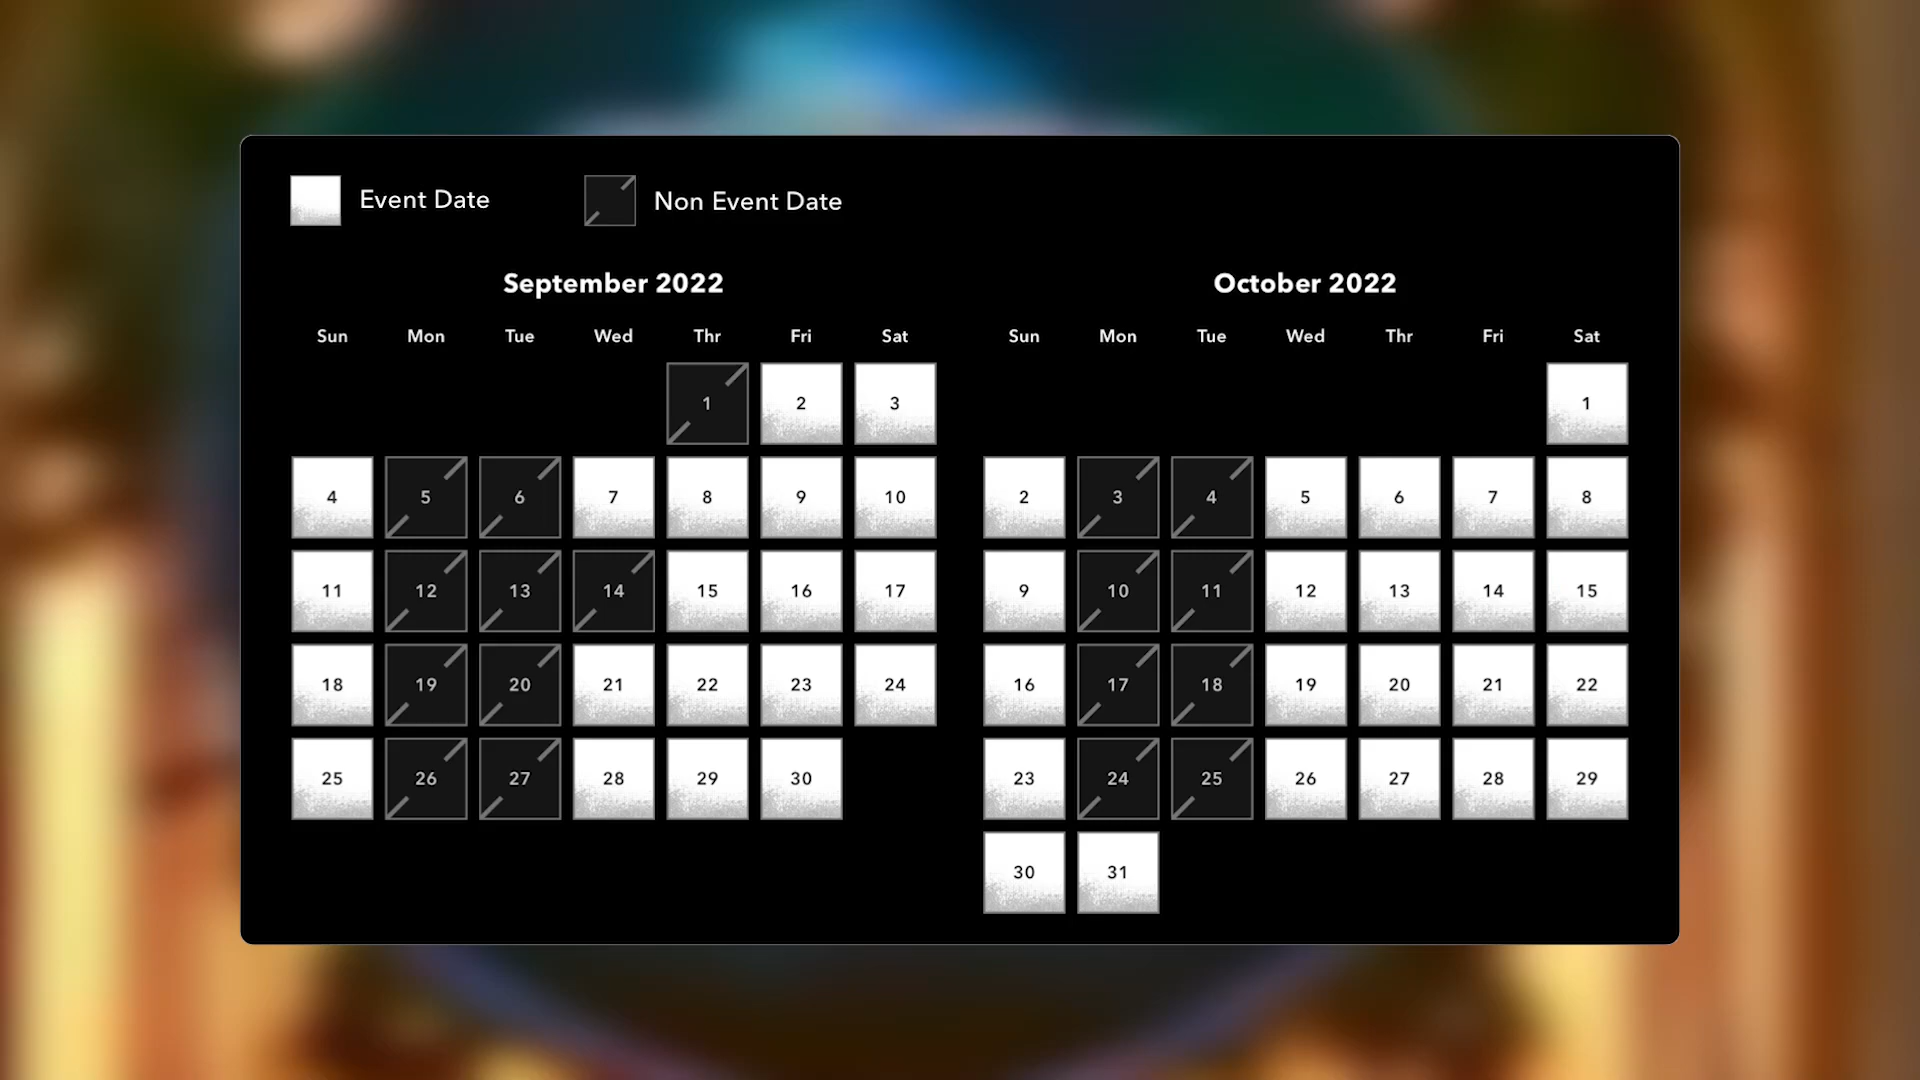 Event Date Non Event Date
September 2022
Sun Mon Tue Wed Thr Fri Sat
1 2 3
4 5 6 7 8 9 10
11 12 13 14 15 16 17
18 19 20 21 22 23 24
25 26 27 28 29 30
October 2022
Sun Mon Tue Wed Thr Fri Sat
1
2 3 4 5 6 7 8
9 10 11 12 13 14 15
16 17 18 19 20 21 22
23 24 25 26 27 28 29
30 31